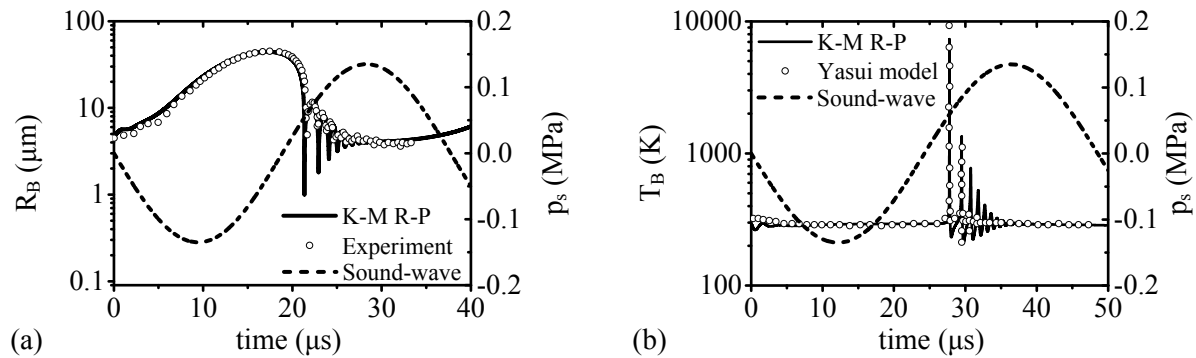 100
10
1
0.1
R_B (μm)
0.2
0.1
0.0
-0.1
-0.2
p_s (MPa)
K-M R-P
Experiment
Sound-wave
0 10 20 30 40
time (μs)
(a)
10000
1000
100
T_B (K)
K-M R-P
Yasui model
Sound-wave
0.2
0.1
0.0
-0.1
-0.2
p_s (MPa)
0 10 20 30 40 50
time (μs)
(b)